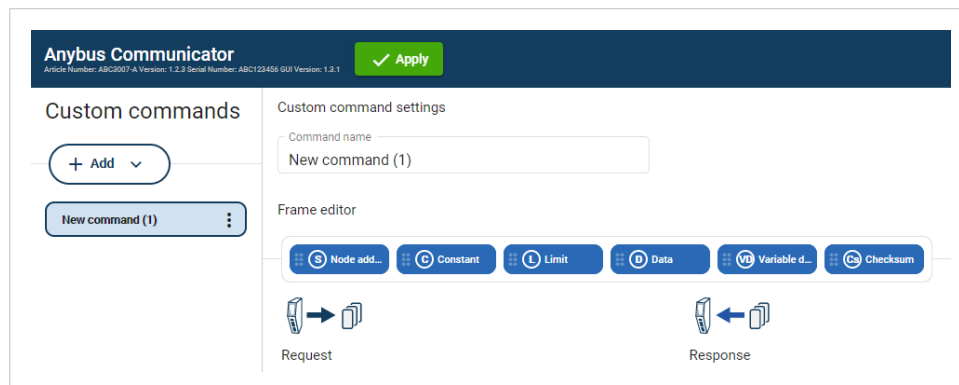 Anybus Communicator
Article Number: ABC3007-A Version: 1.2.3 Serial Number: ABC123456 GUI Version: 1.3.1
Apply
Custom commands
Add
New command (1)
Custom command settings
Command name
New command (1)
Frame editor
S Node add...
C Constant
L Limit
D Data
VD Variable d...
Cs Checksum
Request
Response